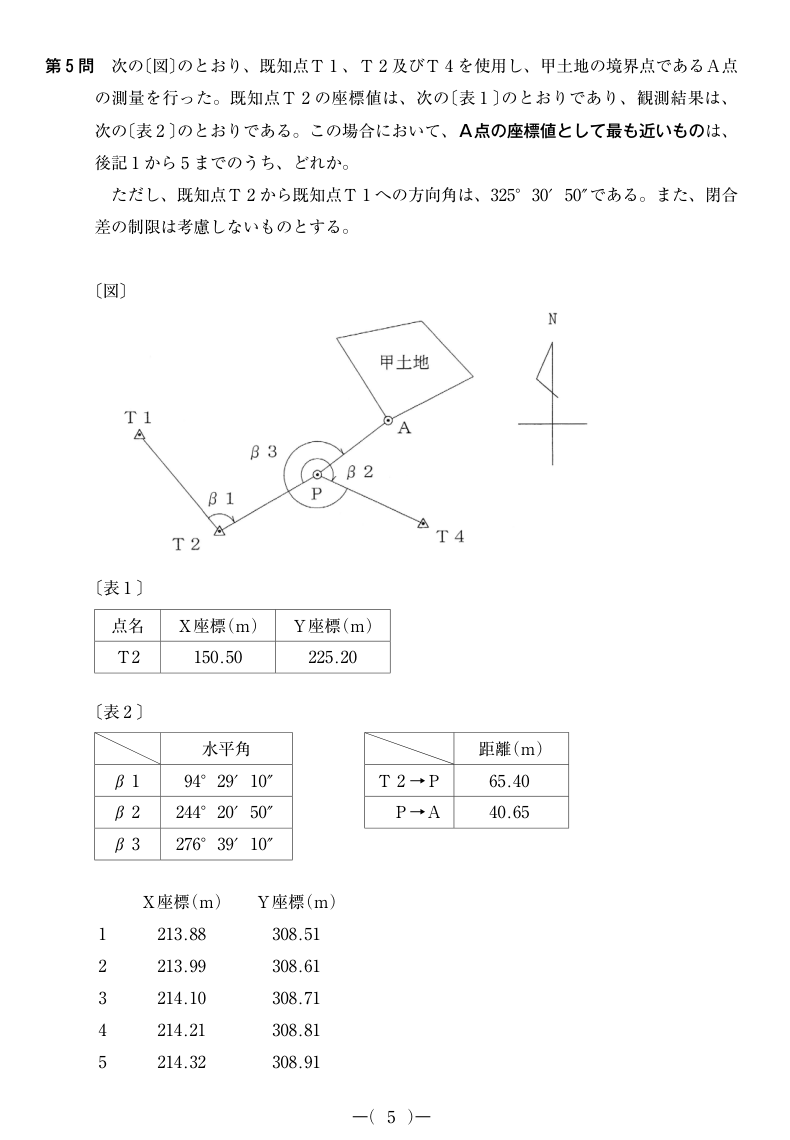 第５問　次の〔図〕のとおり、既知点Ｔ１、Ｔ２及びＴ４を使用し、甲土地の境界点であるＡ点
の測量を行った。既知点Ｔ２の座標値は、次の〔表１〕のとおりであり、観測結果は、
次の〔表２〕のとおりである。この場合において、Ａ点の座標値として最も近いものは、
後記１から５までのうち、どれか。
ただし、既知点Ｔ２から既知点Ｔ１への方向角は、325°30′50″である。また、閉合
差の制限は考慮しないものとする。
〔図〕
N
甲土地
Ｔ１
A
β３
β２
P
β１
Ｔ２
Ｔ４
〔表１〕
点名　Ｘ座標(m)　Ｙ座標(m)
Ｔ2　150.50　225.20
〔表２〕
水平角
β１　94°29′10″
β２　244°20′50″
β３　276°39′10″
距離(m)
Ｔ２→Ｐ　65.40
Ｐ→Ａ　40.65
Ｘ座標(m)　Ｙ座標(m)
1　213.88　308.51
2　213.99　308.61
3　214.10　308.71
4　214.21　308.81
5　214.32　308.91
—(　5　)—